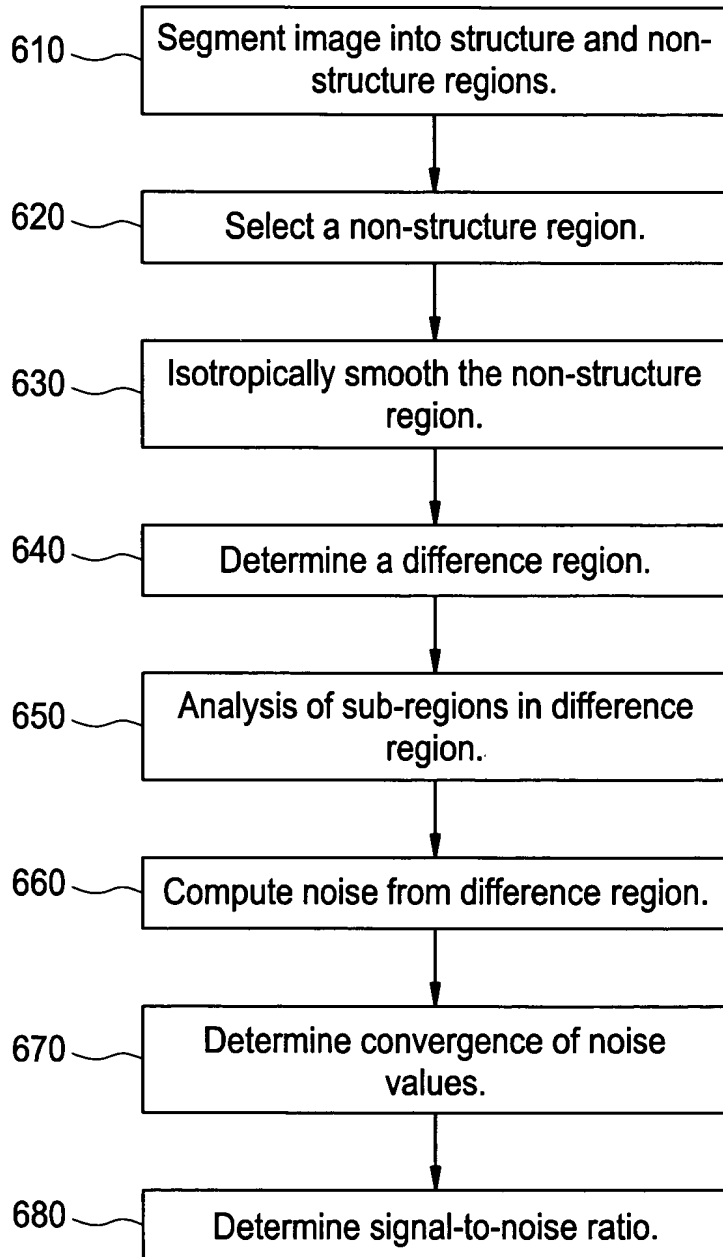 610
Segment image into structure and non-
structure regions.
620
Select a non-structure region.
630
Isotropically smooth the non-structure
region.
640
Determine a difference region.
650
Analysis of sub-regions in difference
region.
660
Compute noise from difference region.
670
Determine convergence of noise
values.
680
Determine signal-to-noise ratio.